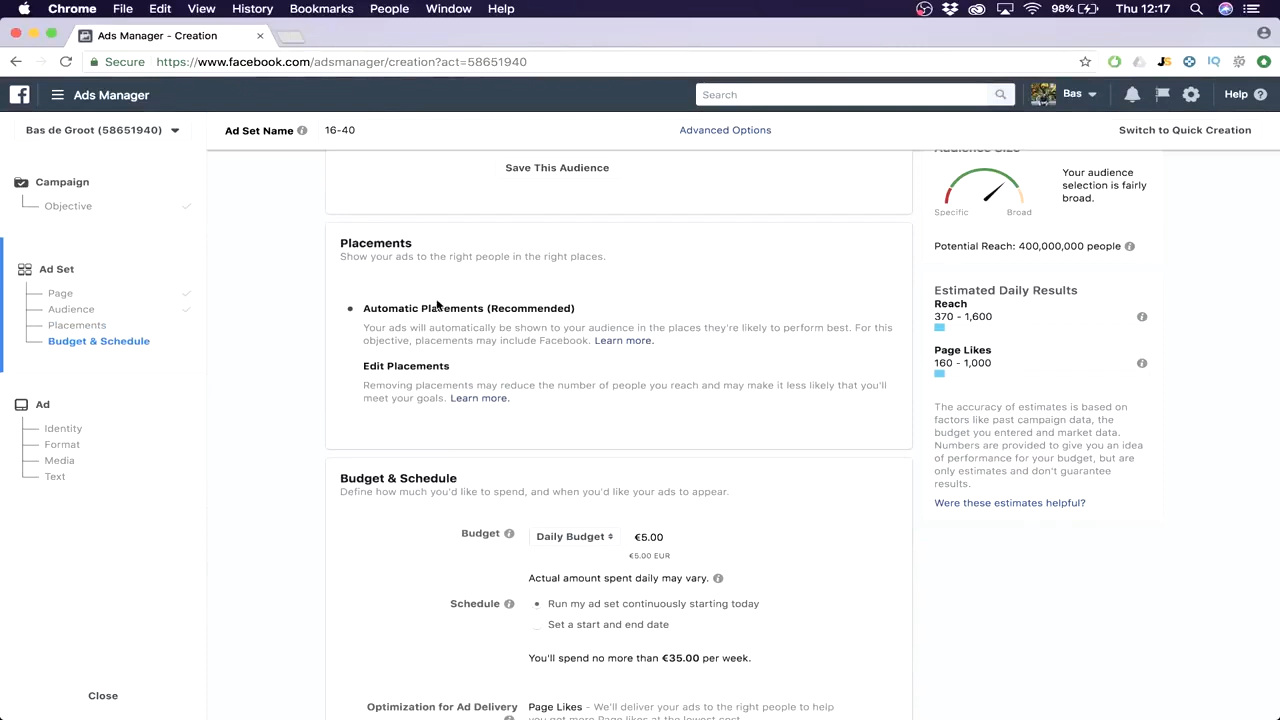 Chrome File Edit View History Bookmarks People Window Help 98% Thu 12:17
Ads Manager - Creation
Secure https://www.facebook.com/adsmanager/creation?act=58651940
Ads Manager Search Bas Help
Bas de Groot (58651940) Ad Set Name 16-40 Advanced Options Switch to Quick Creation
Campaign
Objective
Ad Set
Page
Audience
Placements
Budget & Schedule
Ad
Identity
Format
Media
Text
Close
Save This Audience
Placements
Show your ads to the right people in the right places.
Automatic Placements (Recommended)
Your ads will automatically be shown to your audience in the places they're likely to perform best. For this
objective, placements may include Facebook. Learn more.
Edit Placements
Removing placements may reduce the number of people you reach and may make it less likely that you'll
meet your goals. Learn more.
Budget & Schedule
Define how much you'd like to spend, and when you'd like your ads to appear.
Budget Daily Budget €5.00
€5.00 EUR
Actual amount spent daily may vary.
Schedule Run my ad set continuously starting today
Set a start and end date
You'll spend no more than €35.00 per week.
Optimization for Ad Delivery Page Likes - We'll deliver your ads to the right people to help
you get more Page likes at the lowest cost.
Audience Size
Your audience
selection is fairly
broad.
Specific Broad
Potential Reach: 400,000,000 people
Estimated Daily Results
Reach
370 - 1,600
Page Likes
160 - 1,000
The accuracy of estimates is based on
factors like past campaign data, the
budget you entered and market data.
Numbers are provided to give you an idea
of performance for your budget, but are
only estimates and don't guarantee
results.
Were these estimates helpful?